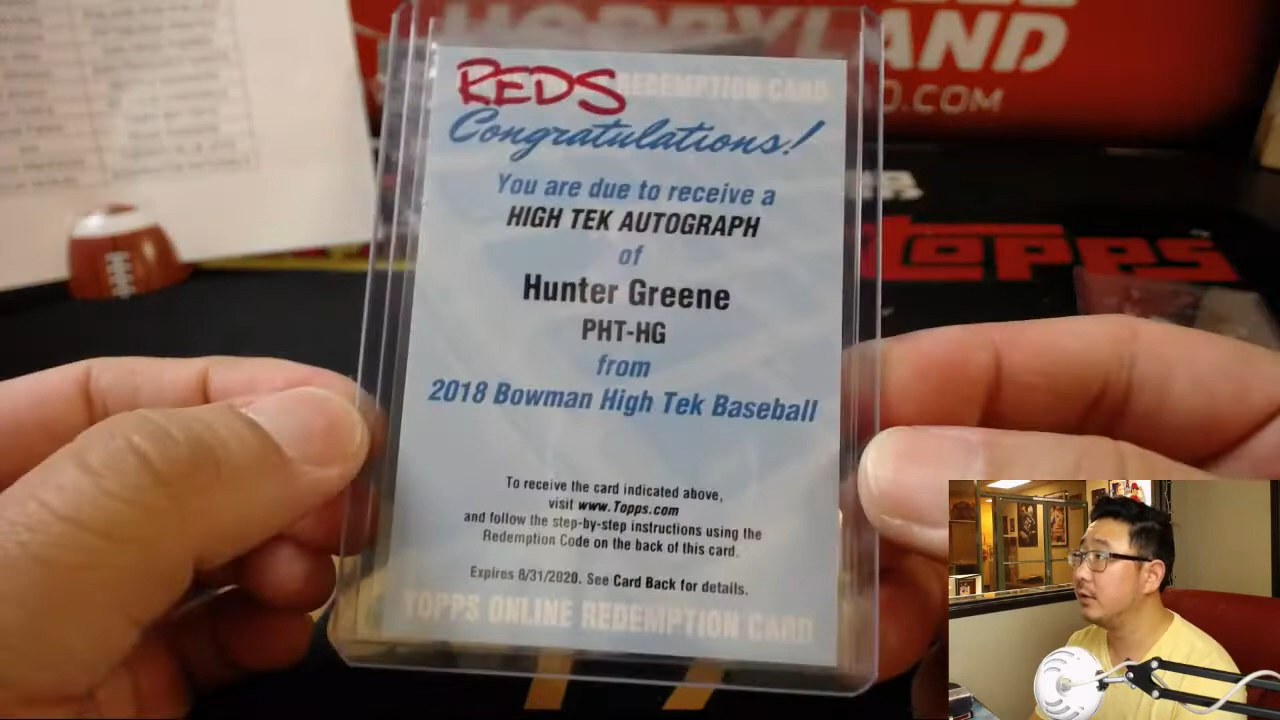 HOBBYLAND
.COM
REDS
REDEMPTION CARD
Congratulations!
You are due to receive a
HIGH TEK AUTOGRAPH
of
Hunter Greene
PHT-HG
from
2018 Bowman High Tek Baseball
To receive the card indicated above,
visit www.Topps.com
and follow the step-by-step instructions using the
Redemption Code on the back of this card.
Expires 8/31/2020. See Card Back for details.
TOPPS ONLINE REDEMPTION CARD
topps